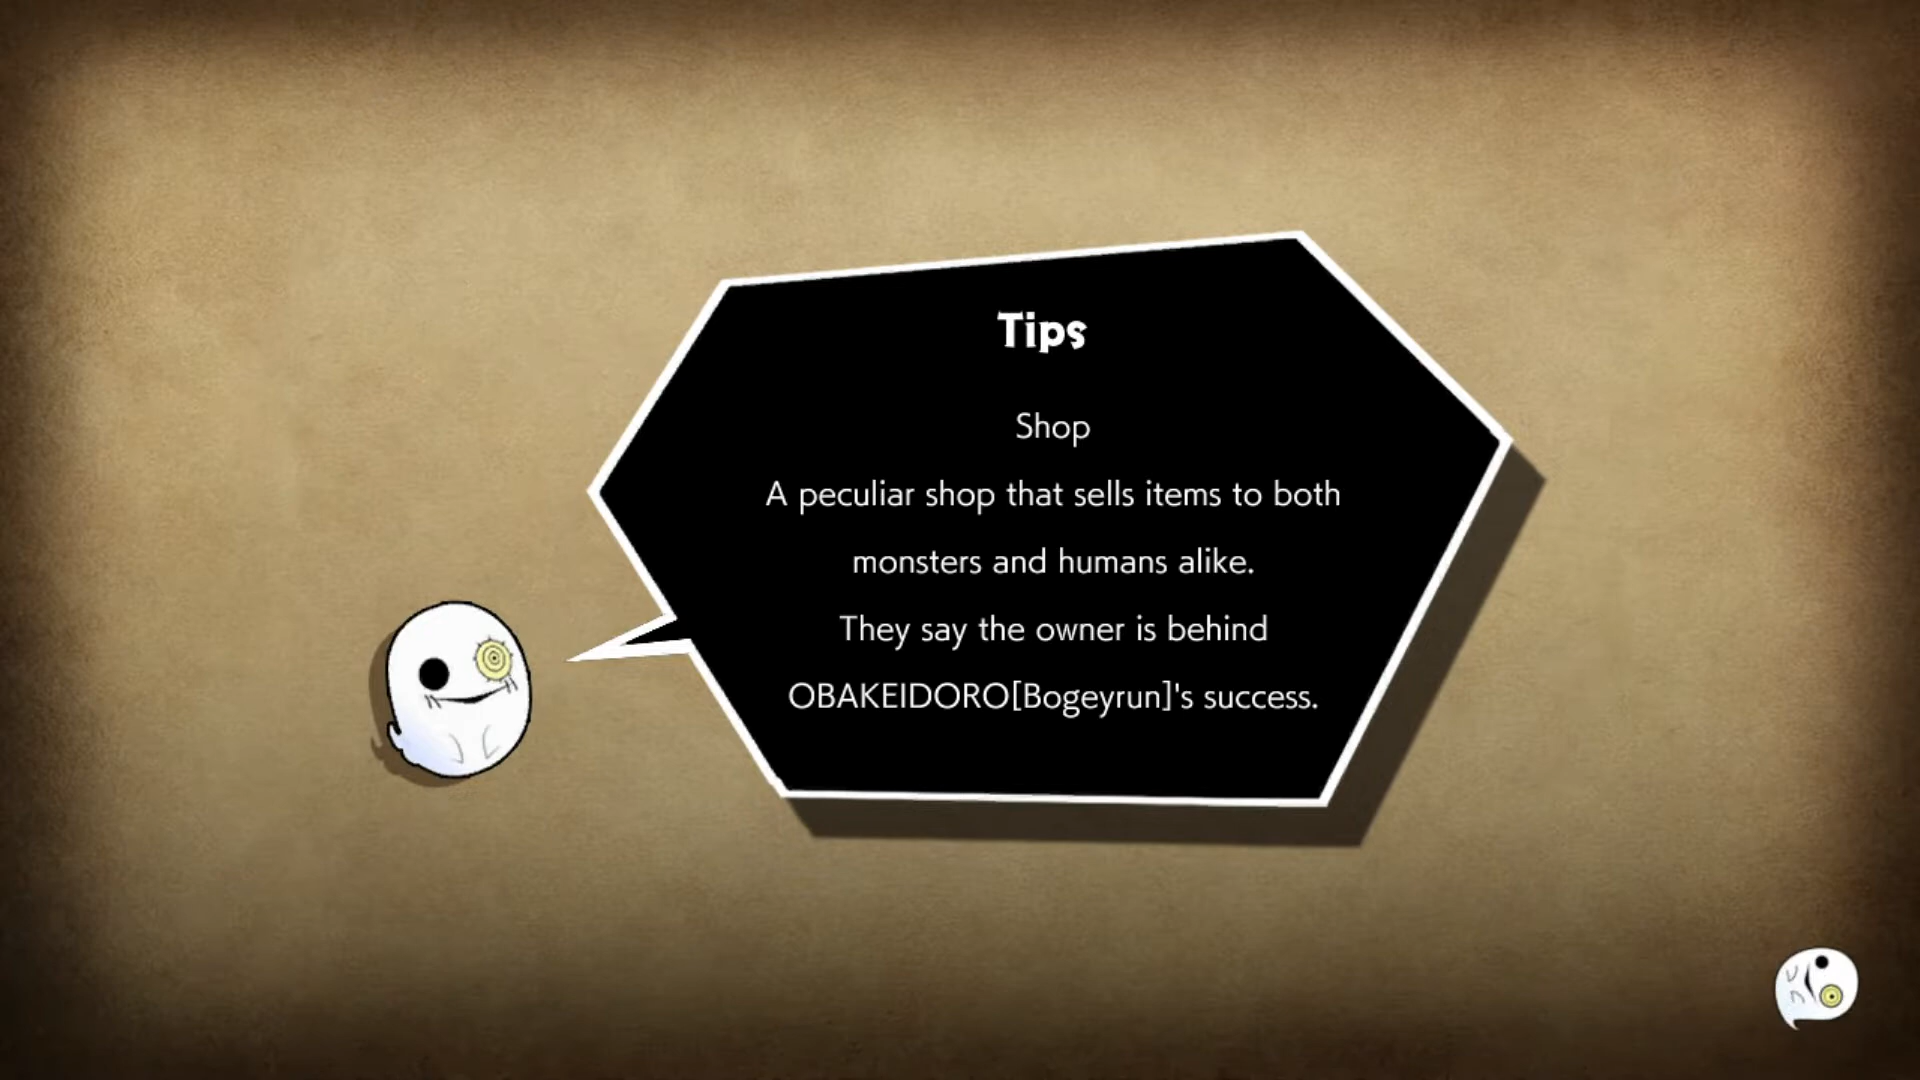 Tips
Shop
A peculiar shop that sells items to both
monsters and humans alike.
They say the owner is behind
OBAKEIDORO[Bogeyrun]'s success.